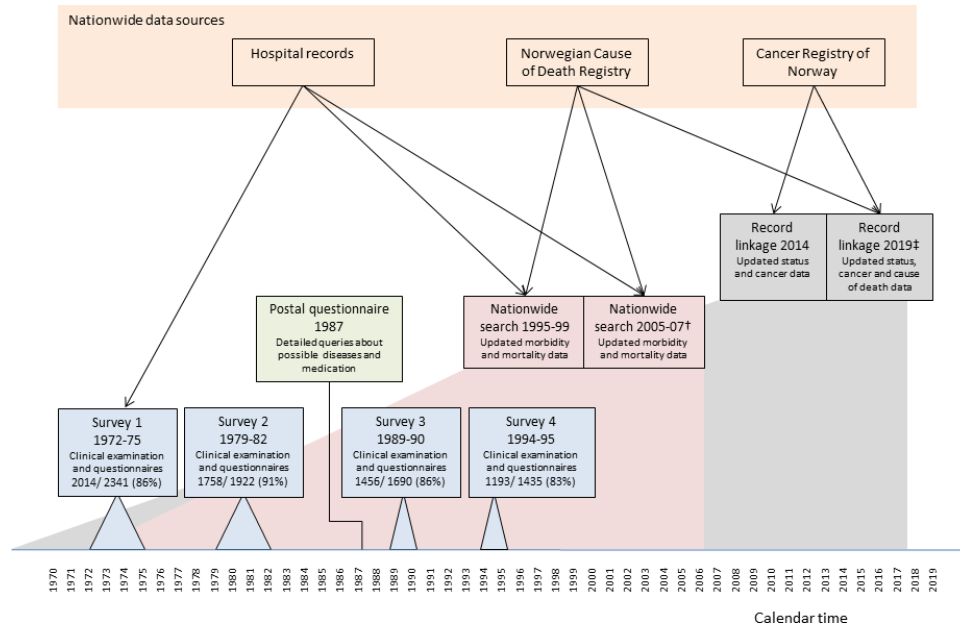 Nationwide data sources
Hospital records
Norwegian Cause
of Death Registry
Cancer Registry of
Norway
Record
linkage 2014
Updated status
and cancer data
Record
linkage 2019‡
Updated status,
cancer and cause
of death data
Postal questionnaire
1987
Detailed queries about
possible diseases and
medication
Nationwide
search 1995-99
Updated morbidity
and mortality data
Nationwide
search 2005-07†
Updated morbidity
and mortality data
Survey 1
1972-75
Clinical examination
and questionnaires
2014/ 2341 (86%)
Survey 2
1979-82
Clinical examination
and questionnaires
1758/ 1922 (91%)
Survey 3
1989-90
Clinical examination
and questionnaires
1456/ 1690 (86%)
Survey 4
1994-95
Clinical examination
and questionnaires
1193/ 1435 (83%)
1970
1971
1972
1973
1974
1975
1976
1977
1978
1979
1980
1981
1982
1983
1984
1985
1986
1987
1988
1989
1990
1991
1992
1993
1994
1995
1996
1997
1998
1999
2000
2001
2002
2003
2004
2005
2006
2007
2008
2009
2010
2011
2012
2013
2014
2015
2016
2017
2018
2019
Calendar time